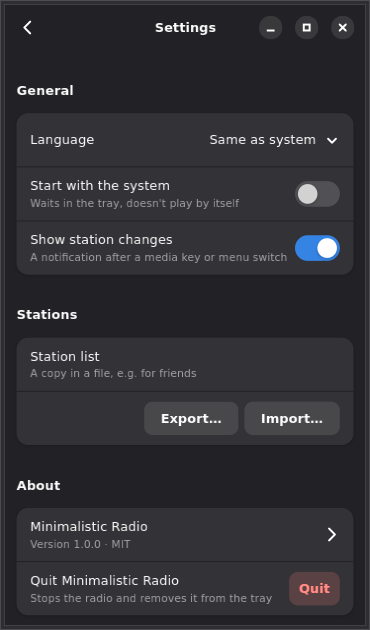 Settings
General
Language
Same as system
Start with the system
Waits in the tray, doesn't play by itself
Show station changes
A notification after a media key or menu switch
Stations
Station list
A copy in a file, e.g. for friends
Export...
Import...
About
Minimalistic Radio
Version 1.0.0 · MIT
Quit Minimalistic Radio
Stops the radio and removes it from the tray
Quit